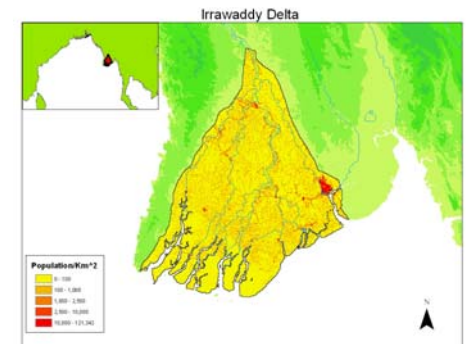 Irrawaddy Delta
Population/Km^2
0 - 100
100 - 1,000
1,000 - 2,500
2,500 - 10,000
10,000 - 121,340
N